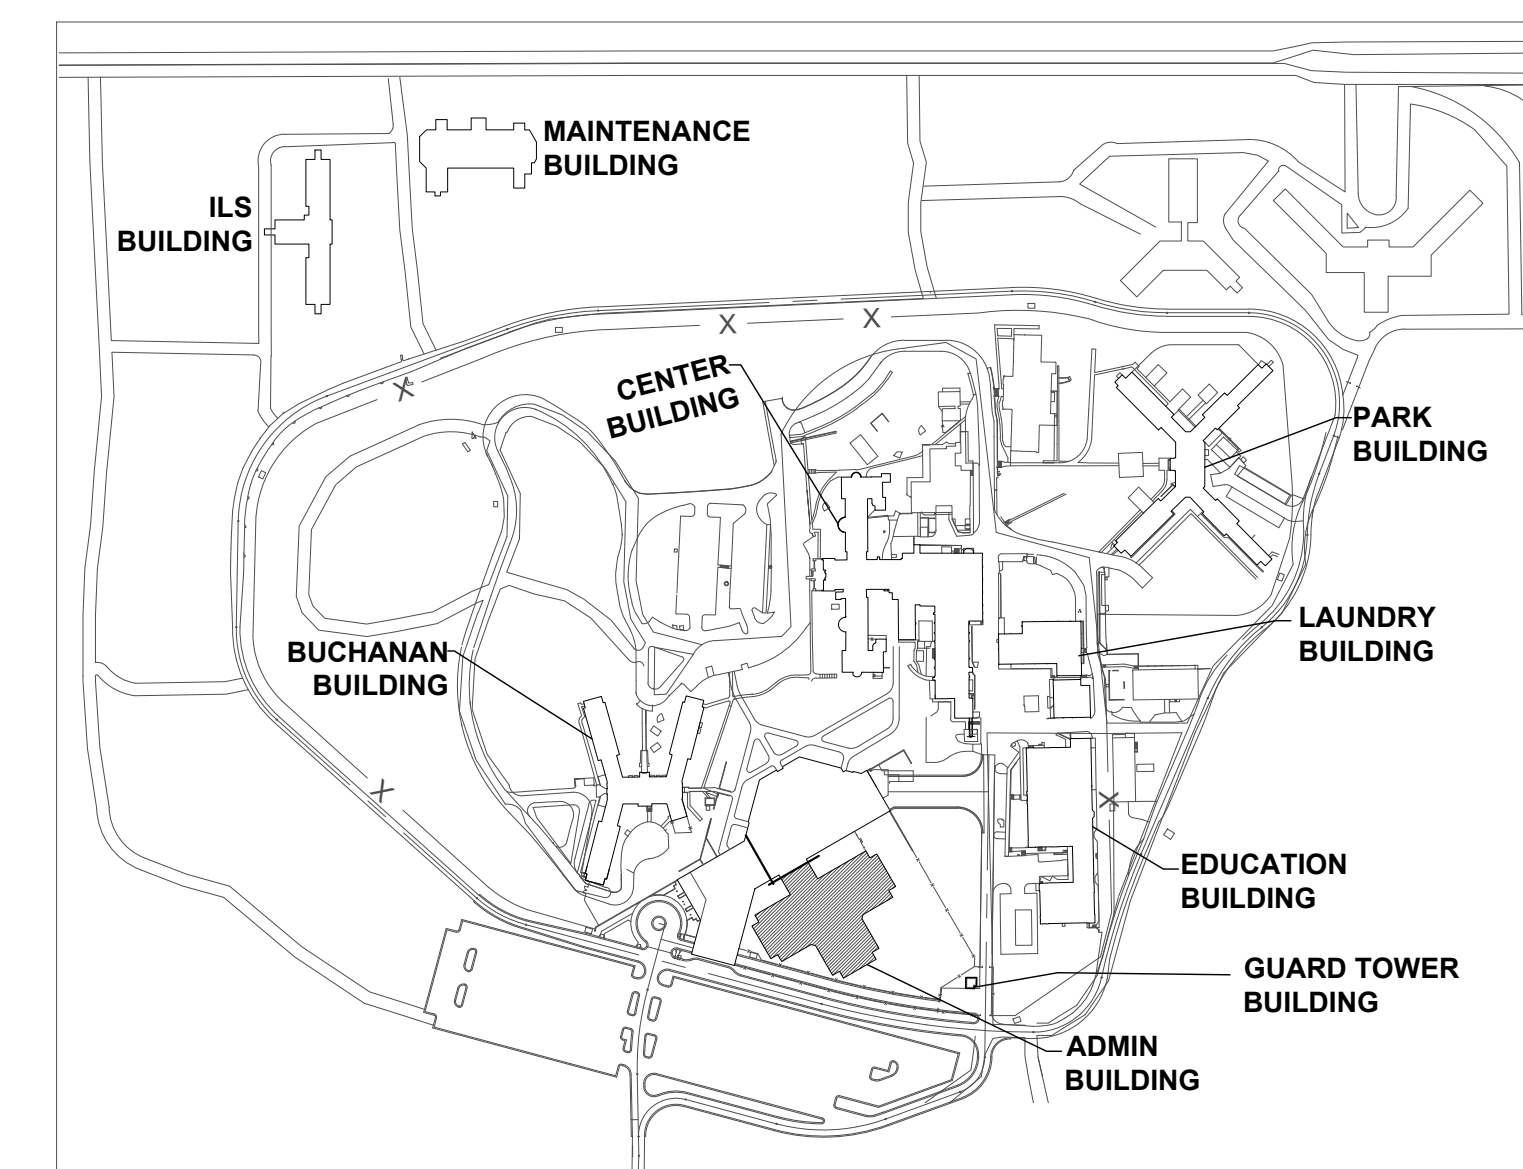 MAINTENANCE
BUILDING
ILS
BUILDING
X
X
X
CENTER
BUILDING
PARK
BUILDING
LAUNDRY
BUILDING
BUCHANAN
BUILDING
X
X
EDUCATION
BUILDING
GUARD TOWER
BUILDING
ADMIN
BUILDING